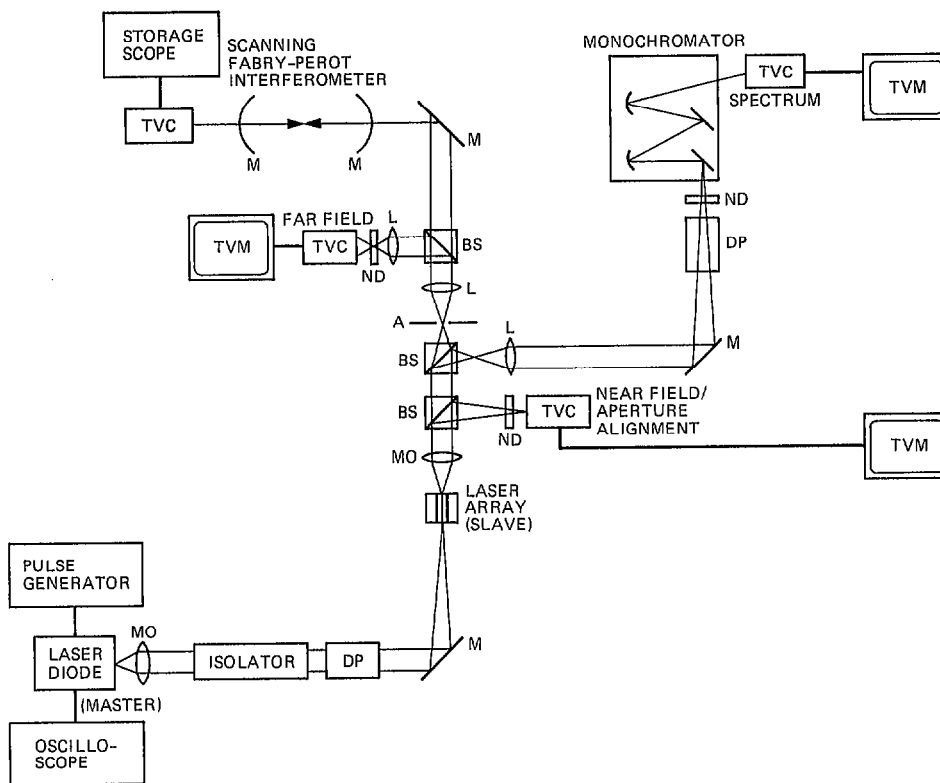 STORAGE
SCOPE
SCANNING
FABRY-PEROT
INTERFEROMETER
TVC
M
M
M
MONOCHROMATOR
TVC
SPECTRUM
TVM
ND
DP
M
TVM
FAR FIELD
TVC
ND
L
BS
L
A
BS
L
BS
ND
TVC
NEAR FIELD/
APERTURE
ALIGNMENT
TVM
MO
LASER
ARRAY
(SLAVE)
PULSE
GENERATOR
LASER
DIODE
(MASTER)
OSCILLO-
SCOPE
MO
ISOLATOR
DP
M